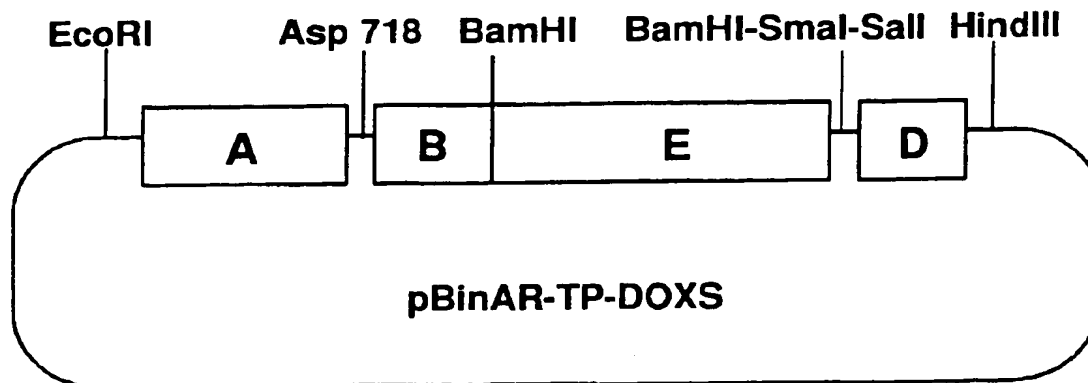 EcoRI Asp 718 BamHI BamHI-SmaI-SalI HindIII
A B E D
pBinAR-TP-DOXS